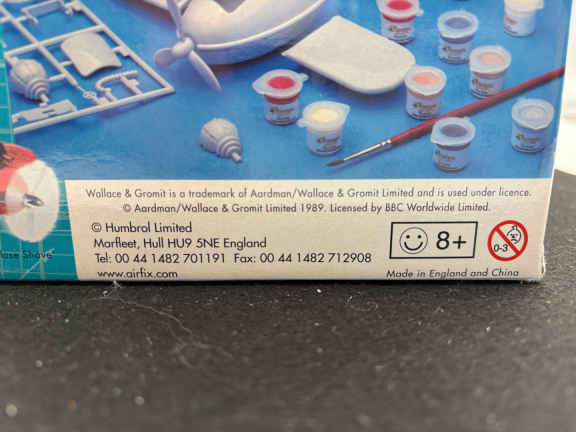 Wallace & Gromit is a trademark of Aardman/Wallace & Gromit Limited and is used under licence.
© Aardman/Wallace & Gromit Limited 1989. Licensed by BBC Worldwide Limited.
© Humbrol Limited
Marfleet, Hull HU9 5NE England
Tel: 00 44 1482 701191 Fax: 00 44 1482 712908
www.airfix.com
8+
0-3
Made in England and China
Shave